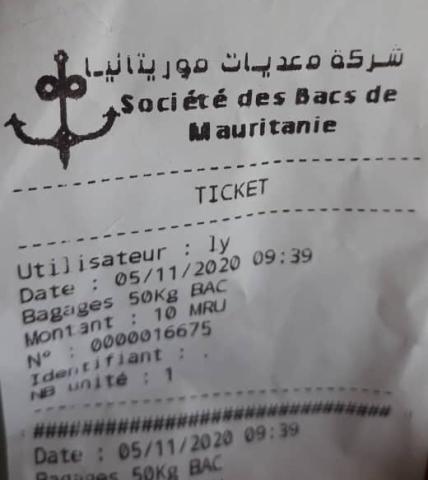 شركة معديات موريتانيا
Société des Bacs de
Mauritanie
--------------------------------
TICKET
--------------------------------
Utilisateur : ly
Date : 05/11/2020 09:39
Bagages 50Kg BAC
Montant : 10 MRU
N° : 0000016675
Identifiant : .
NB unité : 1
--------------------------------
################################
Date : 05/11/2020 09:39
Bagages 50Kg BAC